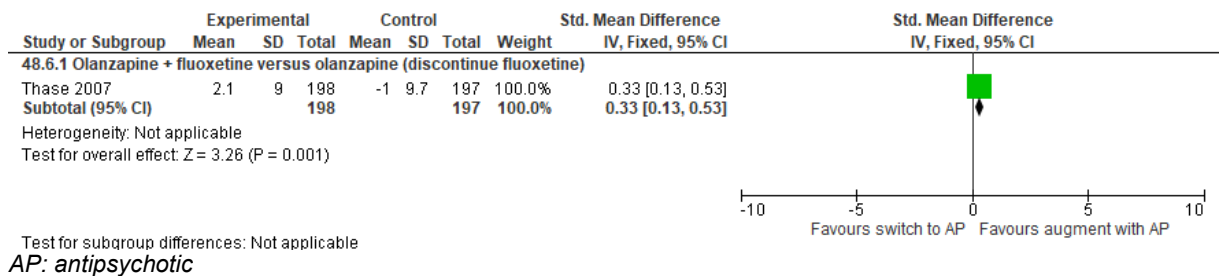 Experimental Control Std. Mean Difference Std. Mean Difference
Study or Subgroup Mean SD Total Mean SD Total Weight IV, Fixed, 95% CI IV, Fixed, 95% CI
48.6.1 Olanzapine + fluoxetine versus olanzapine (discontinue fluoxetine)
Thase 2007 2.1 9 198 -1 9.7 197 100.0% 0.33 [0.13, 0.53]
Subtotal (95% CI) 198 197 100.0% 0.33 [0.13, 0.53]
Heterogeneity: Not applicable
Test for overall effect: Z = 3.26 (P = 0.001)
-10 -5 0 5 10
Favours switch to AP Favours augment with AP
Test for subgroup differences: Not applicable
AP: antipsychotic